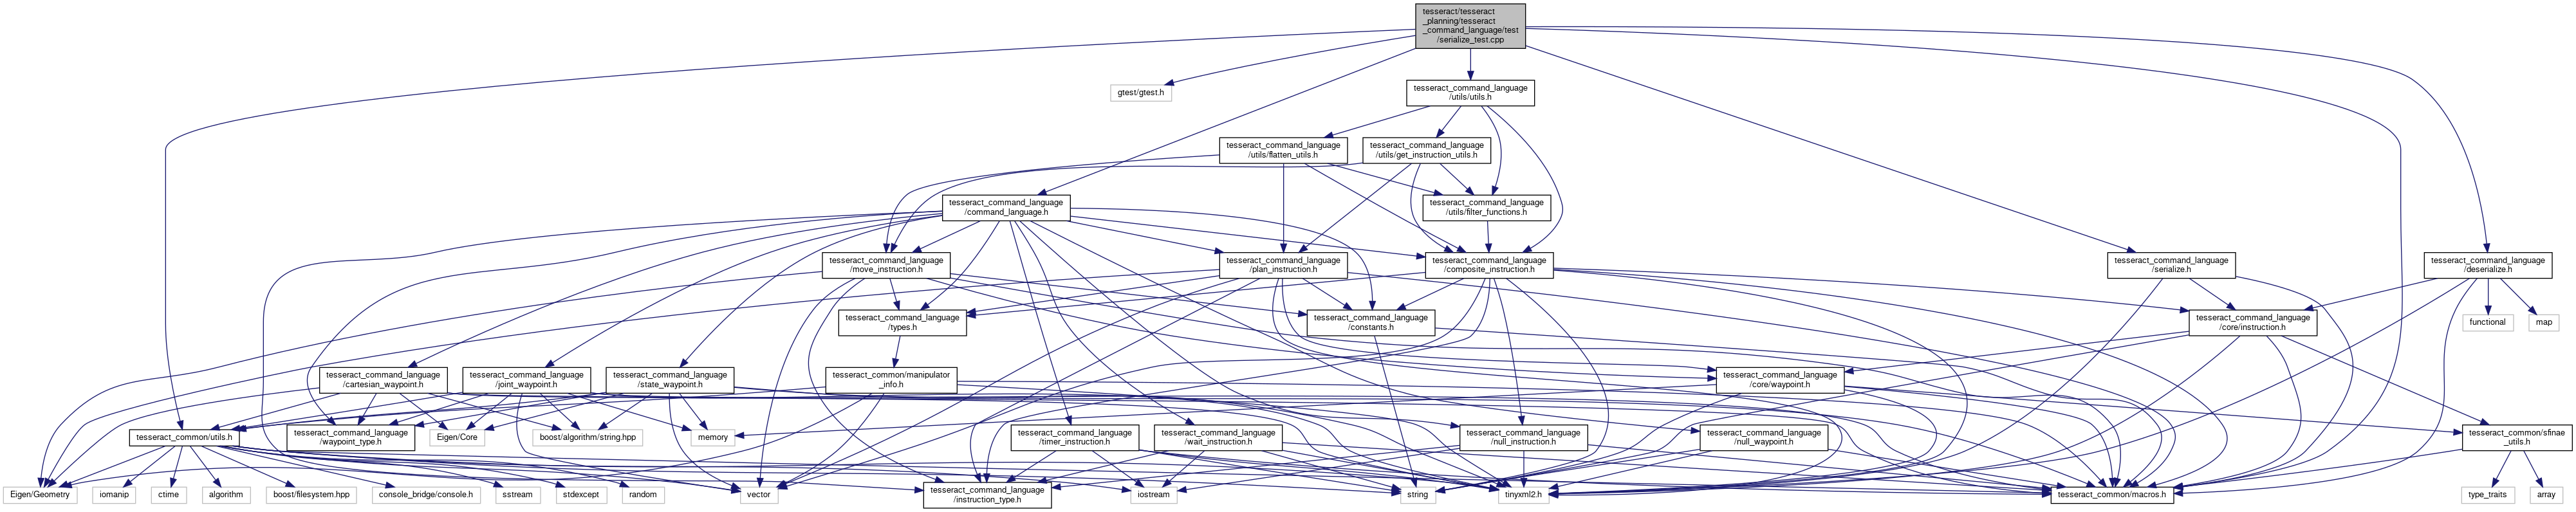 tesseract/tesseract
_planning/tesseract
_command_language/test
/serialize_test.cpp
gtest/gtest.h
tesseract_command_language
/utils/utils.h
tesseract_command_language
/utils/flatten_utils.h
tesseract_command_language
/utils/get_instruction_utils.h
tesseract_command_language
/command_language.h
tesseract_command_language
/utils/filter_functions.h
tesseract_command_language
/move_instruction.h
tesseract_command_language
/plan_instruction.h
tesseract_command_language
/composite_instruction.h
tesseract_command_language
/serialize.h
tesseract_command_language
/deserialize.h
tesseract_command_language
/types.h
tesseract_command_language
/constants.h
tesseract_command_language
/core/instruction.h
functional
map
tesseract_command_language
/cartesian_waypoint.h
tesseract_command_language
/joint_waypoint.h
tesseract_command_language
/state_waypoint.h
tesseract_common/manipulator
_info.h
tesseract_command_language
/core/waypoint.h
tesseract_common/utils.h
tesseract_command_language
/waypoint_type.h
Eigen/Core
boost/algorithm/string.hpp
memory
tesseract_command_language
/timer_instruction.h
tesseract_command_language
/wait_instruction.h
tesseract_command_language
/null_instruction.h
tesseract_command_language
/null_waypoint.h
tesseract_common/sfinae
_utils.h
Eigen/Geometry
iomanip
ctime
algorithm
boost/filesystem.hpp
console_bridge/console.h
sstream
stdexcept
random
vector
tesseract_command_language
/instruction_type.h
iostream
string
tinyxml2.h
tesseract_common/macros.h
type_traits
array